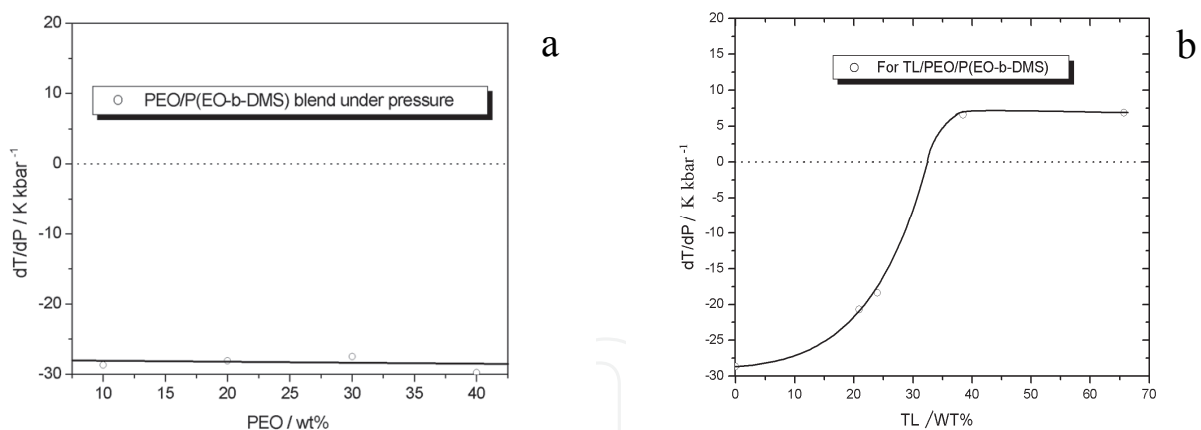 a
20
10
0
-10
-20
-30
dT/dP / K kbar⁻¹
PEO/P(EO-b-DMS) blend under pressure
10 15 20 25 30 35 40
PEO / wt%
b
20
15
10
5
0
-5
-10
-15
-20
-25
-30
dT/dP / K kbar⁻¹
For TL/PEO/P(EO-b-DMS)
0 10 20 30 40 50 60 70
TL /WT%